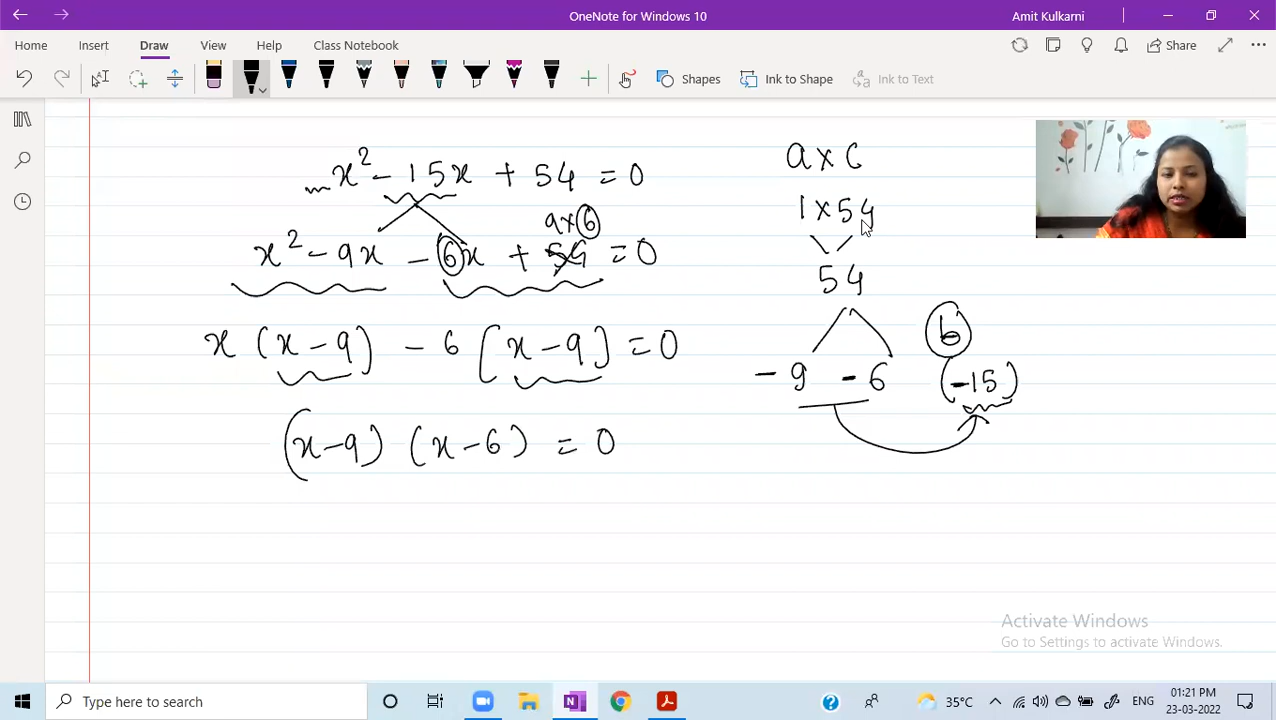 OneNote for Windows 10
Amit Kulkarni
Home Insert Draw View Help Class Notebook
Share
Shapes
Ink to Shape
Ink to Text
x² - 15x + 54 = 0
9×6
x² - 9x - 6x + 54 = 0
x (x-9) - 6 [x-9] = 0
(x-9) (x-6) = 0
a × c
1 × 54
54
b
-9 -6 (-15)
Activate Windows
Go to Settings to activate Windows.
Type here to search
35°C
ENG
01:21 PM
23-03-2022